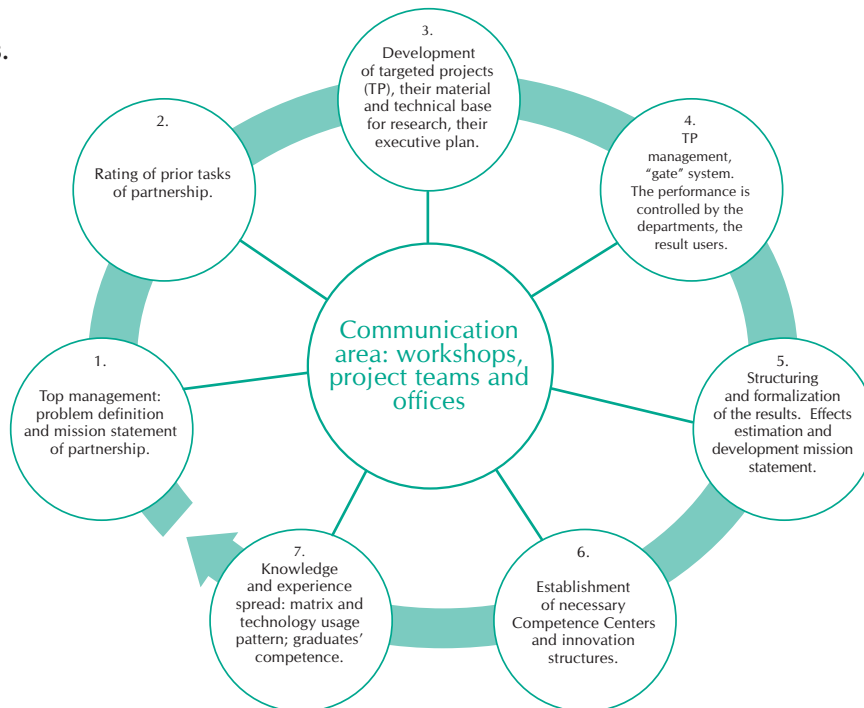 3.
Development
of targeted projects
(TP), their material
and technical base
for research, their
executive plan.
2.
Rating of prior tasks
of partnership.
4.
TP
management,
“gate” system.
The performance is
controlled by the
departments, the
result users.
Communication
area: workshops,
project teams and
offices
1.
Top management:
problem definition
and mission statement
of partnership.
5.
Structuring
and formalization
of the results.  Effects
estimation and
development mission
statement.
7.
Knowledge
and experience
spread: matrix and
technology usage
pattern; graduates’
competence.
6.
Establishment
of necessary
Competence Centers
and innovation
structures.